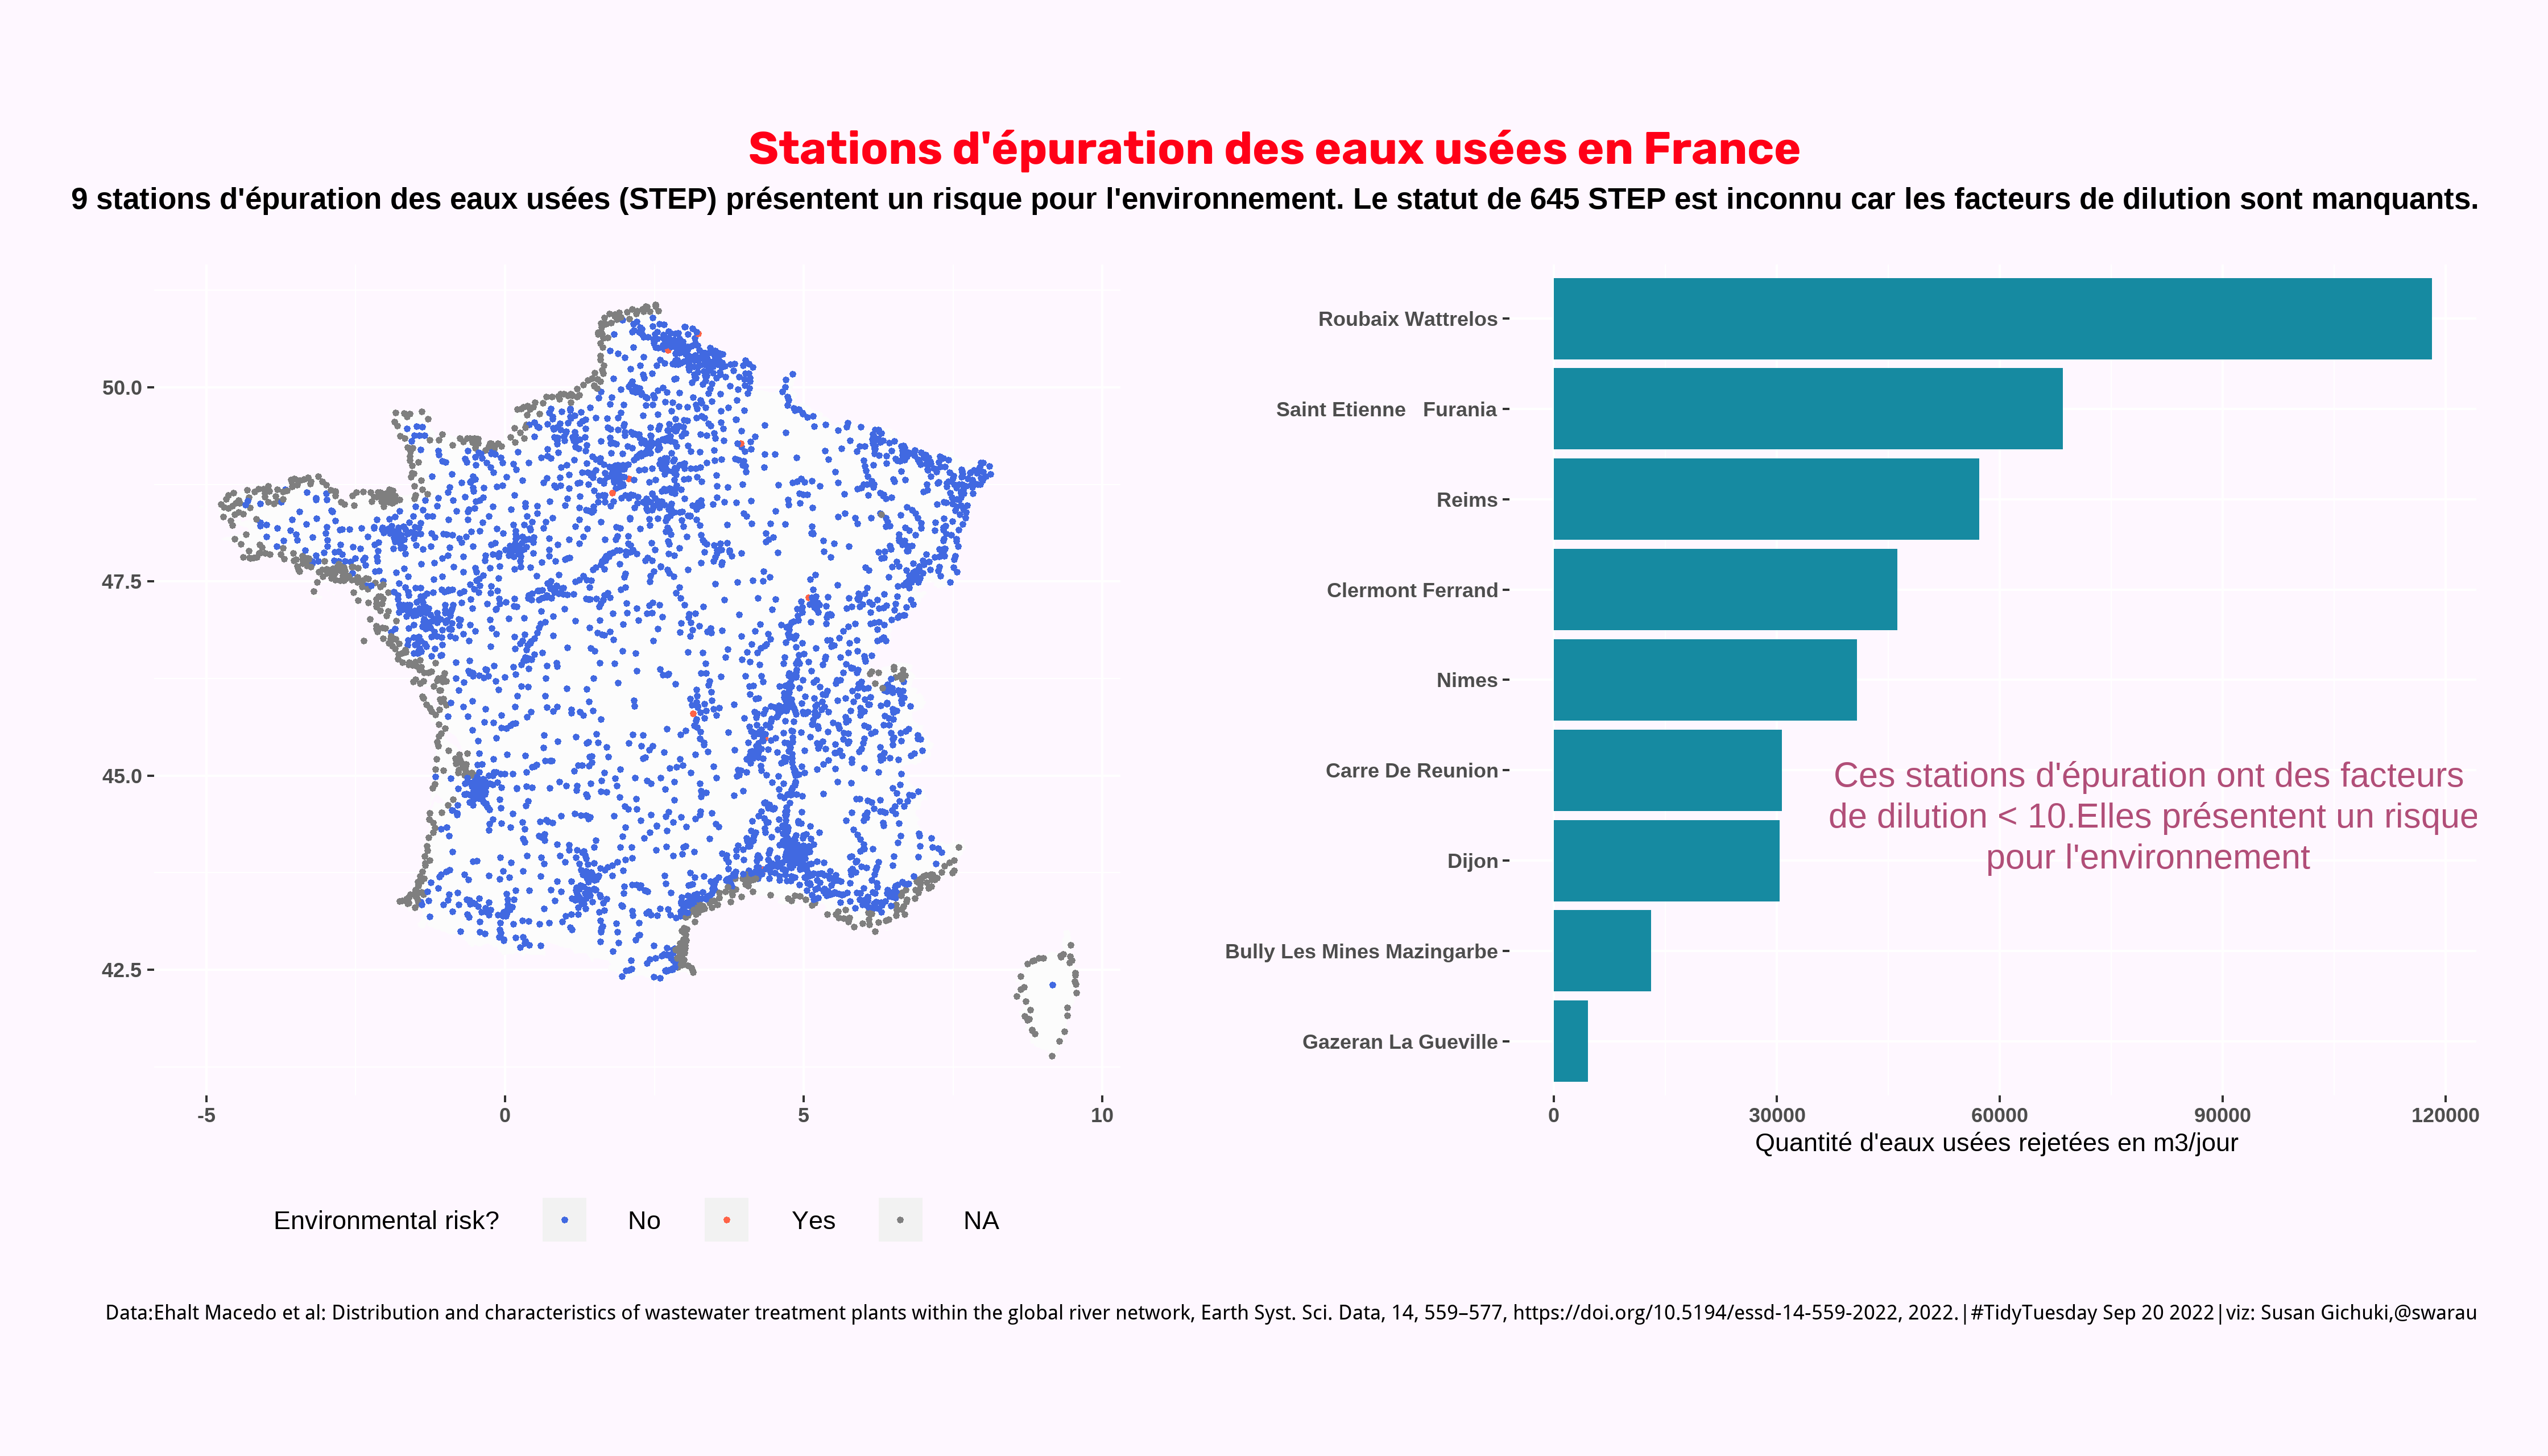 Stations d'épuration des eaux usées en France
9 stations d'épuration des eaux usées (STEP) présentent un risque pour l'environnement. Le statut de 645 STEP est inconnu car les facteurs de dilution sont manquants.
50.0
47.5
45.0
42.5
-5
0
5
10
Environmental risk?
No
Yes
NA
Roubaix Wattrelos
Saint Etienne   Furania
Reims
Clermont Ferrand
Nimes
Carre De Reunion
Dijon
Bully Les Mines Mazingarbe
Gazeran La Gueville
Ces stations d'épuration ont des facteurs
de dilution < 10.Elles présentent un risque
pour l'environnement
0
30000
60000
90000
120000
Quantité d'eaux usées rejetées en m3/jour
Data:Ehalt Macedo et al: Distribution and characteristics of wastewater treatment plants within the global river network, Earth Syst. Sci. Data, 14, 559–577, https://doi.org/10.5194/essd-14-559-2022, 2022.|#TidyTuesday Sep 20 2022|viz: Susan Gichuki,@swarau